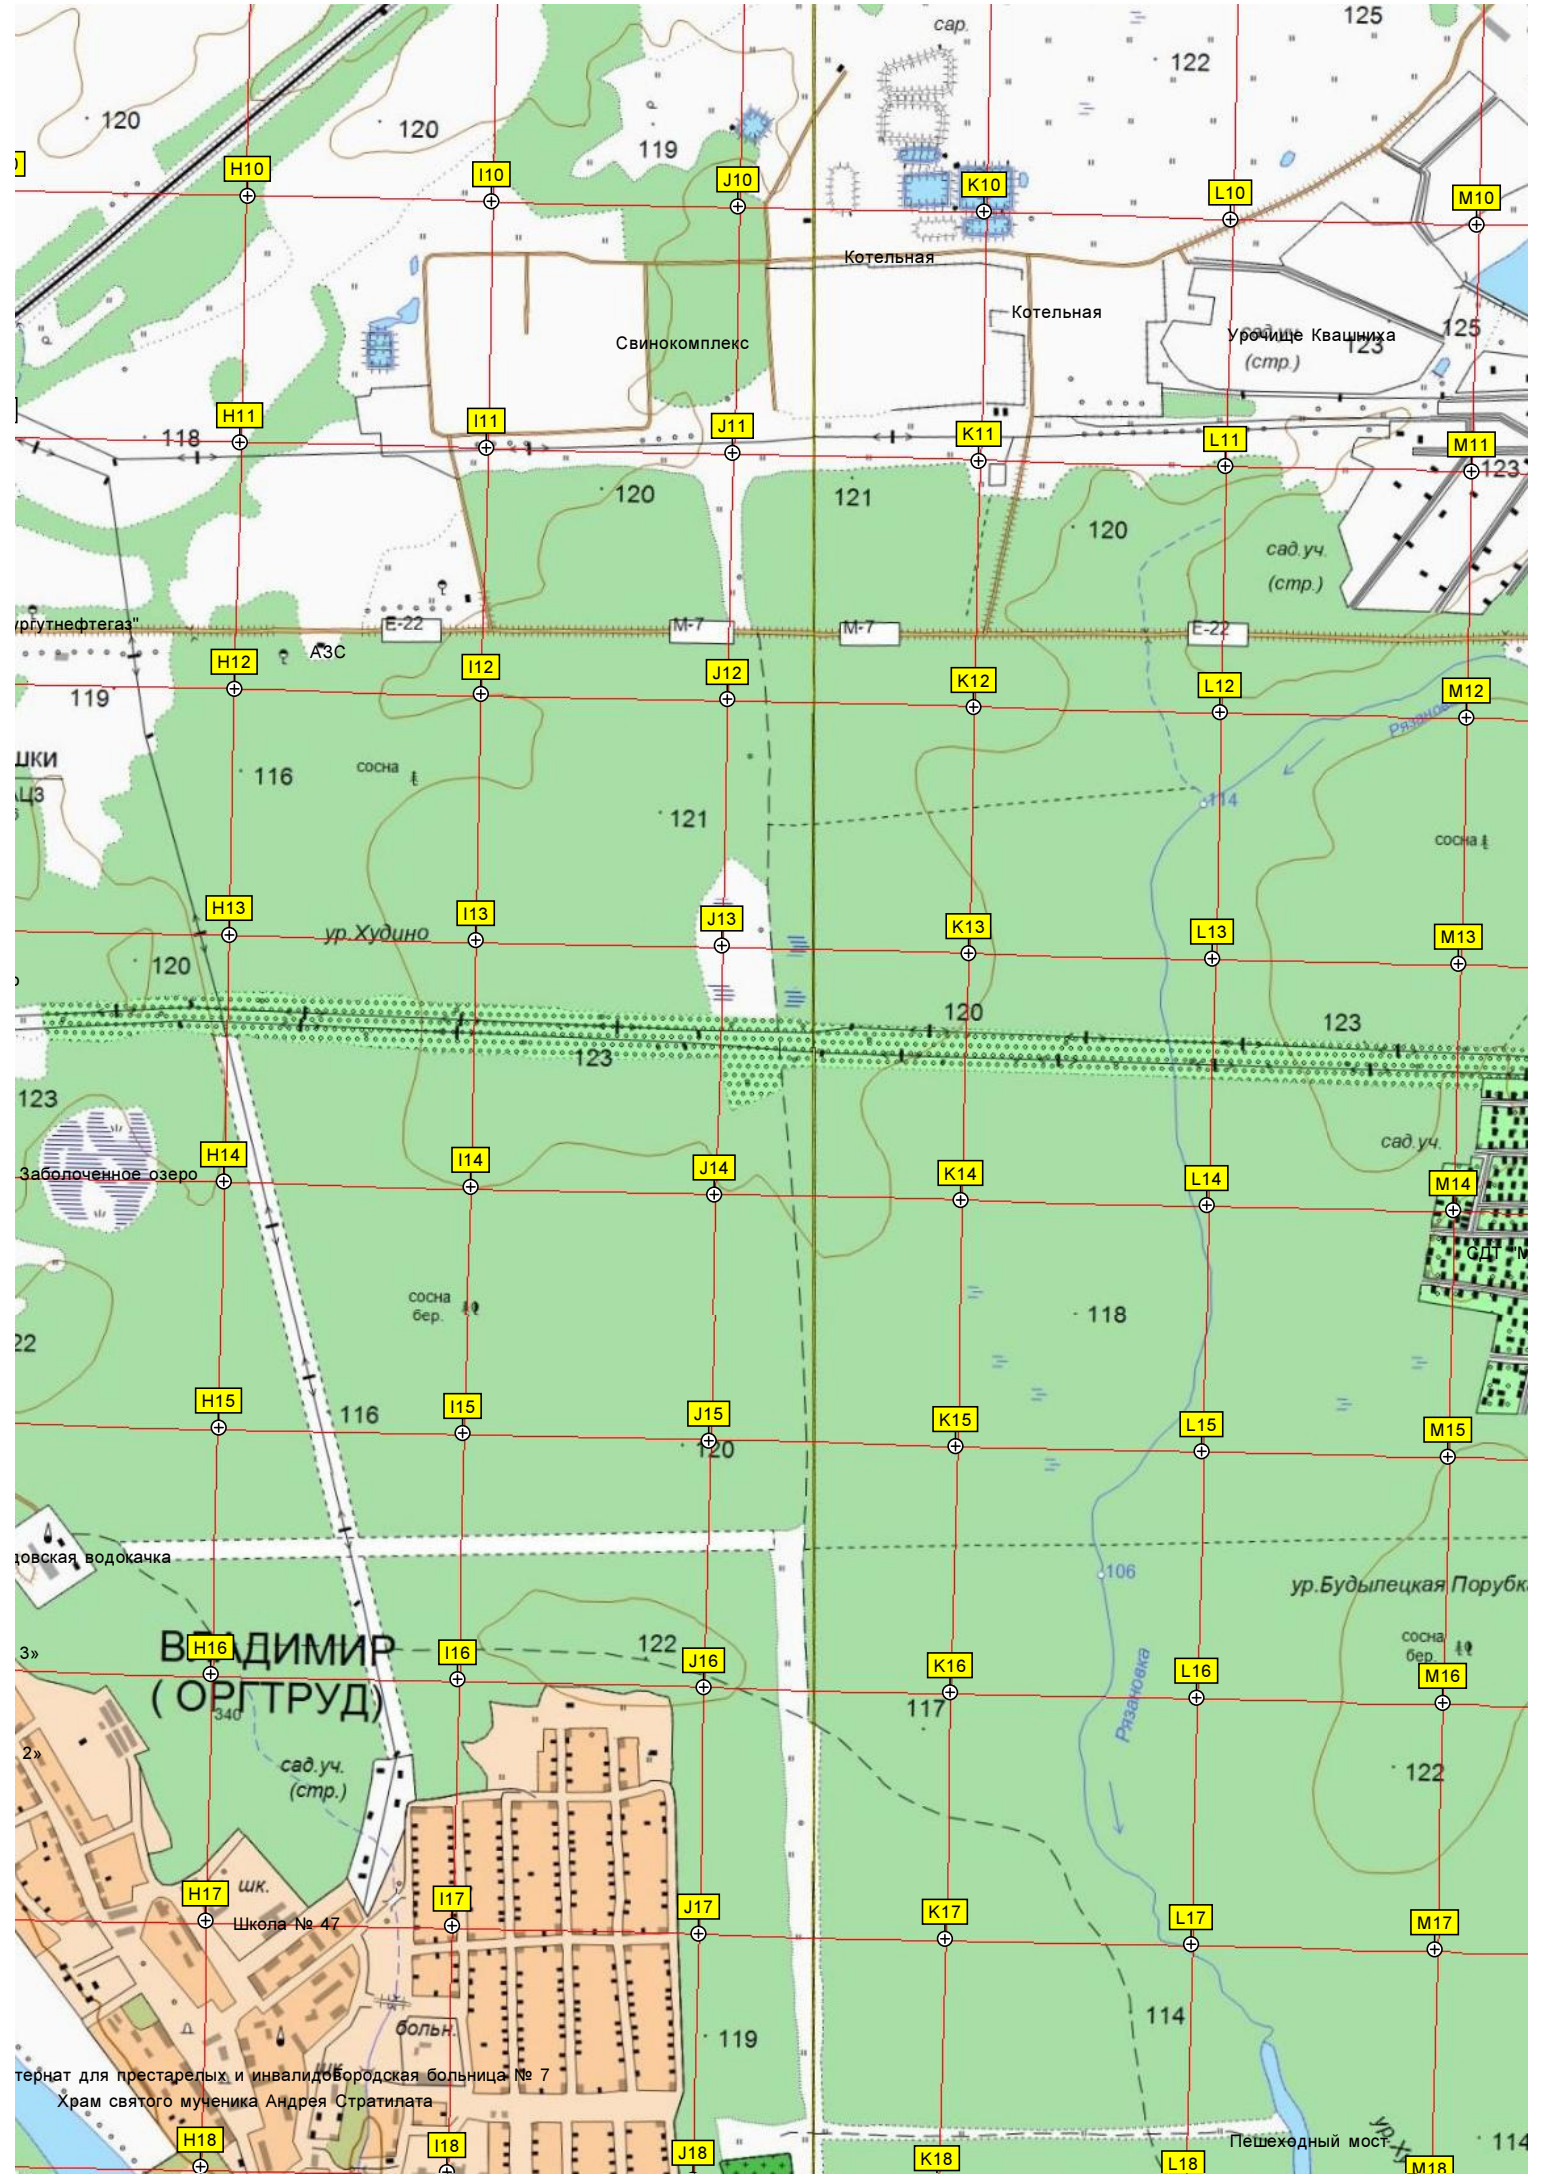 125
сар.
122
120
120
119
H10
I10
J10
K10
L10
M10
Котельная
Котельная
Свинокомплекс
Урочище Квашниха
125
123
(стр.)
H11
I11
J11
K11
L11
M11
118
123
120
121
120
сад.уч.
(стр.)
ургутнефтегаз"
E-22
М-7
М-7
E-22
АЗС
H12
I12
J12
K12
L12
M12
119
ШКИ
116
сосна
114
121
сосна
H13
I13
J13
K13
L13
M13
ур.Худино
120
120
123
123
123
сад.уч.
H14
I14
J14
K14
L14
M14
Заболоченное озеро
СДТ "М
сосна
бер.
118
22
H15
I15
J15
K15
L15
M15
116
120
довская водокачка
106
ур.Будылецкая Порубка
ВЛАДИМИР
(ОРГТРУД)
122
сосна
бер.
3»
H16
I16
J16
K16
L16
M16
340
117
Рязановка
2»
сад.уч.
(стр.)
122
H17
I17
J17
K17
L17
M17
шк.
Школа № 47
114
больн.
119
тернат для престарелых и инвалидов
Городская больница № 7
Храм святого мученика Андрея Стратилата
H18
I18
J18
K18
L18
M18
Пешеходный мост
114